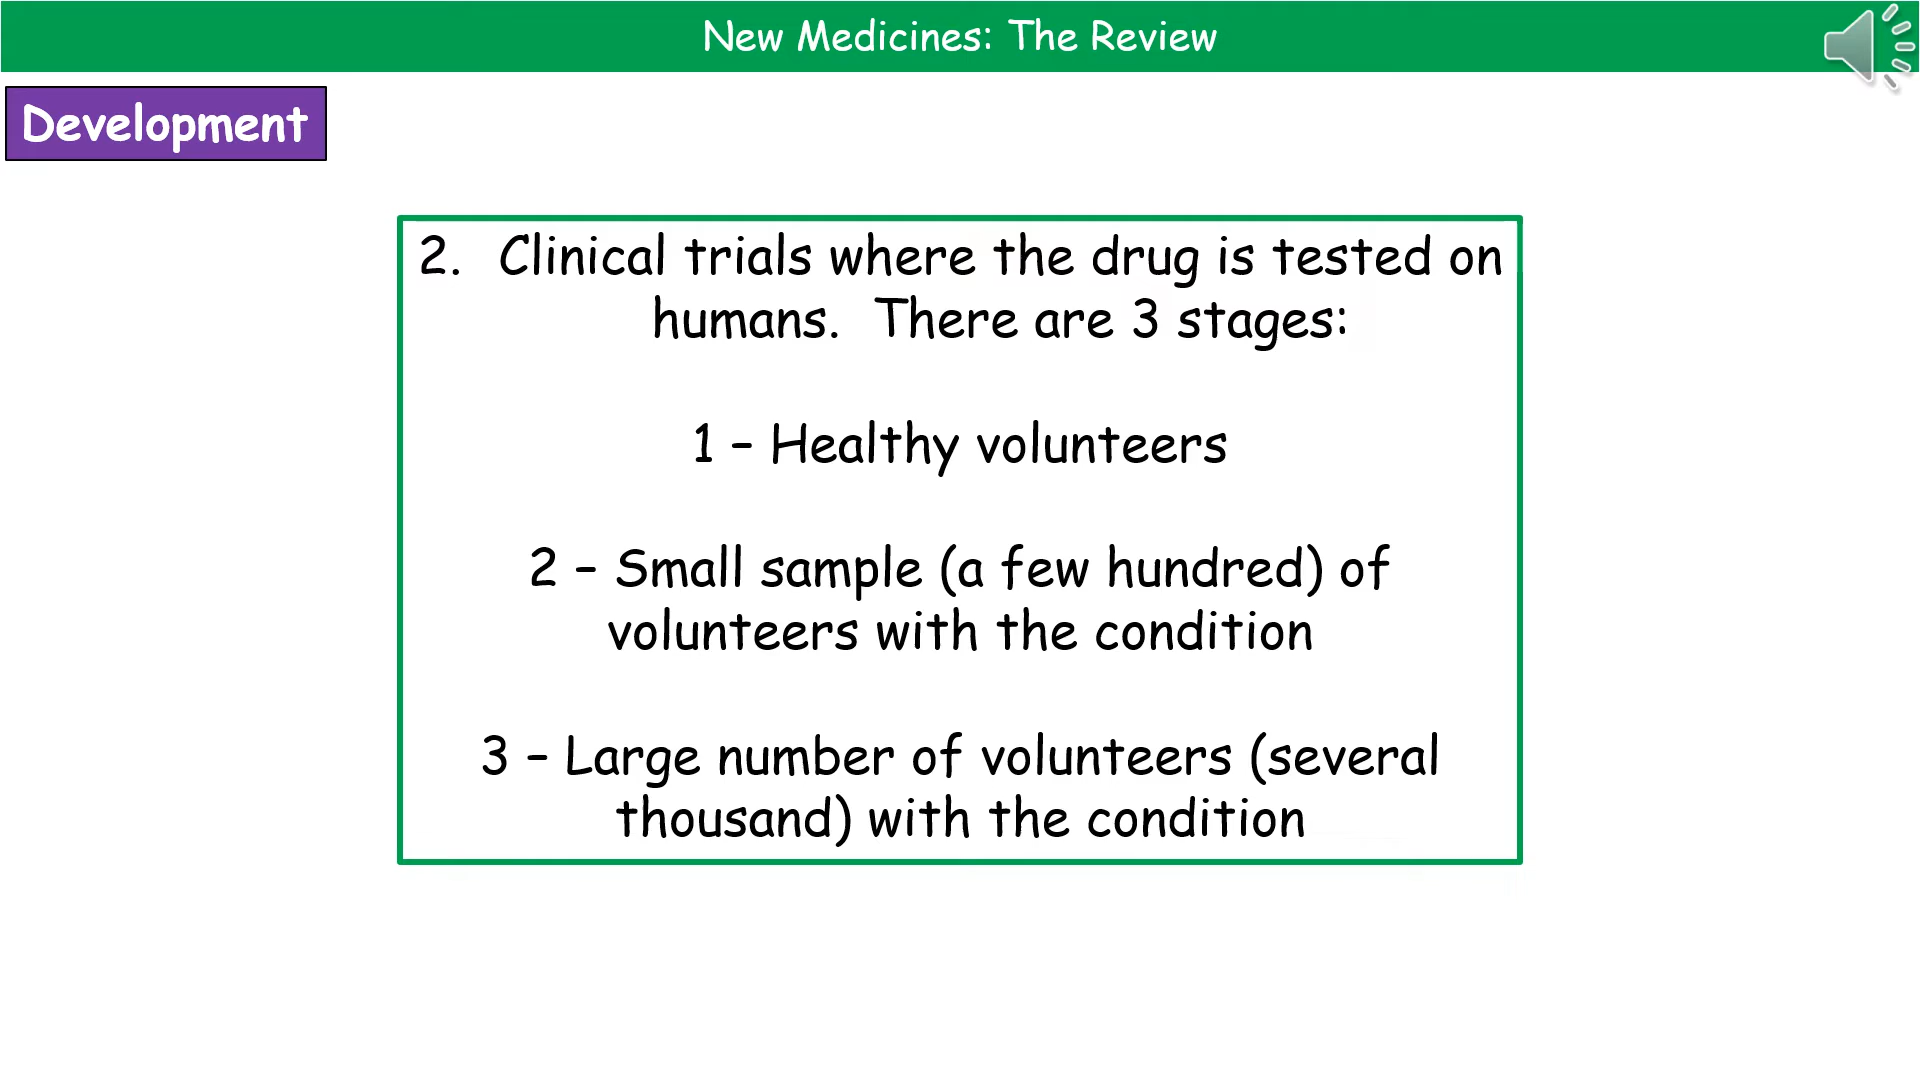 New Medicines: The Review
Development
2. Clinical trials where the drug is tested on
humans. There are 3 stages:
1 – Healthy volunteers
2 – Small sample (a few hundred) of
volunteers with the condition
3 – Large number of volunteers (several
thousand) with the condition